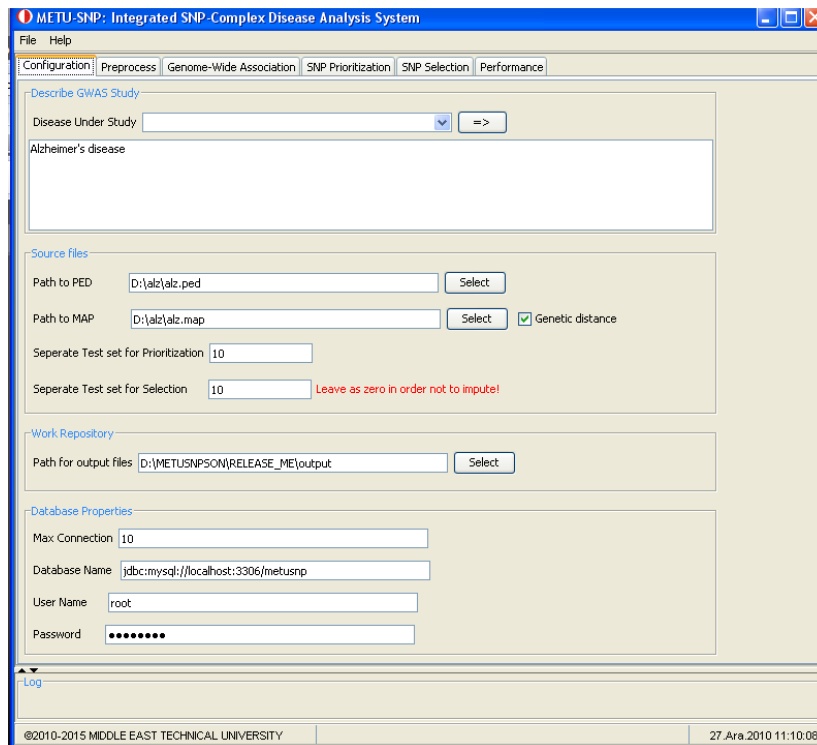 METU-SNP: Integrated SNP-Complex Disease Analysis System
File Help
Configuration Preprocess Genome-Wide Association SNP Prioritization SNP Selection Performance
Describe GWAS Study
Disease Under Study =>
Alzheimer's disease
Source files
Path to PED D:\alz\alz.ped Select
Path to MAP D:\alz\alz.map Select Genetic distance
Seperate Test set for Prioritization 10
Seperate Test set for Selection 10 Leave as zero in order not to impute!
Work Repository
Path for output files D:\METUSNPSON\RELEASE_ME\output Select
Database Properties
Max Connection 10
Database Name jdbc:mysql://localhost:3306/metusnp
User Name root
Password ••••••••
Log
©2010-2015 MIDDLE EAST TECHNICAL UNIVERSITY 27.Ara.2010 11:10:08